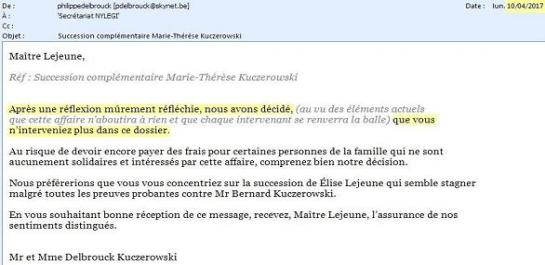 De : philippedelbrouck [pdelbrouck@skynet.be] Date : lun. 10/04/2017
À : 'Secrétariat NYLEGI'
Cc :
Objet : Succession complémentaire Marie-Thérèse Kuczerowski
Maître Lejeune,
Réf : Succession complémentaire Marie-Thérèse Kuczerowski
Après une réflexion mûrement réfléchie, nous avons décidé, (au vu des éléments actuels
que cette affaire n'aboutira à rien et que chaque intervenant se renverra la balle) que vous
n'interveniez plus dans ce dossier.
Au risque de devoir encore payer des frais pour certaines personnes de la famille qui ne sont
aucunement solidaires et intéressés par cette affaire, comprenez bien notre décision.
Nous préférerions que vous vous concentriez sur la succession de Élise Lejeune qui semble stagner
malgré toutes les preuves probantes contre Mr Bernard Kuczerowski.
En vous souhaitant bonne réception de ce message, recevez, Maître Lejeune, l'assurance de nos
sentiments distingués.
Mr et Mme Delbrouck Kuczerowski